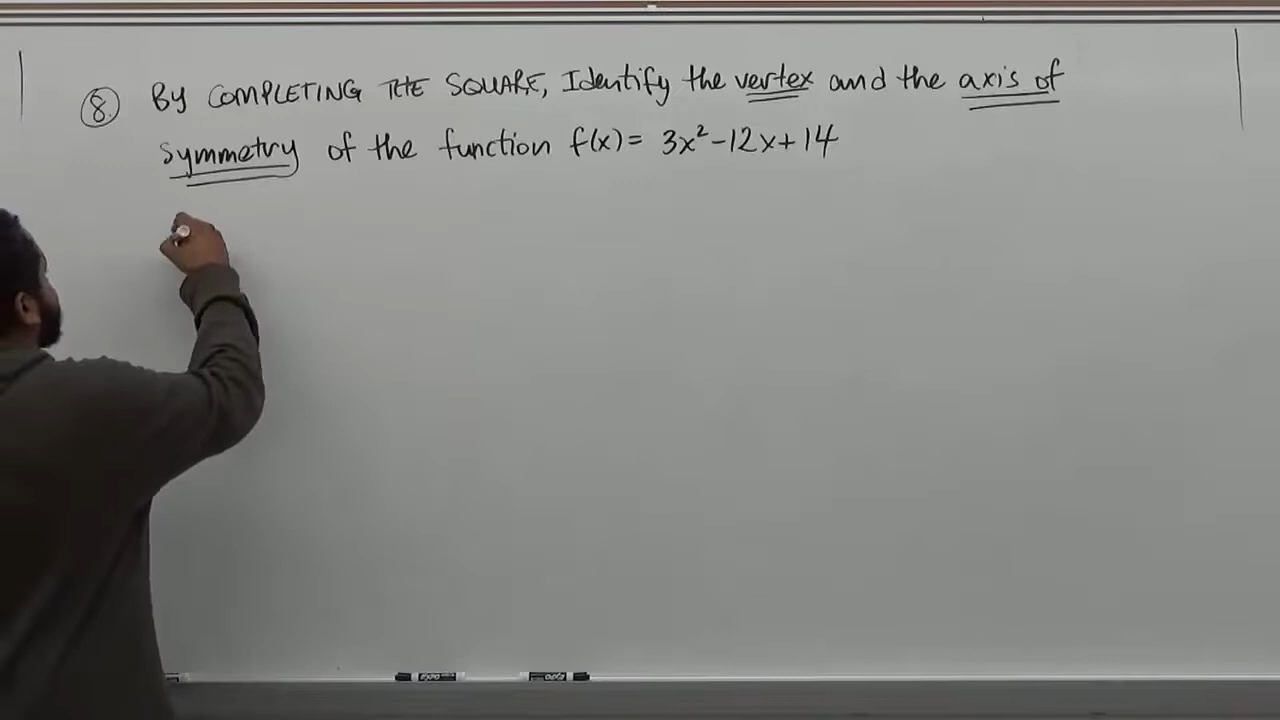 8. By COMPLETING THE SQUARE, Identify the vertex and the axis of
symmetry of the function f(x) = 3x² - 12x + 14